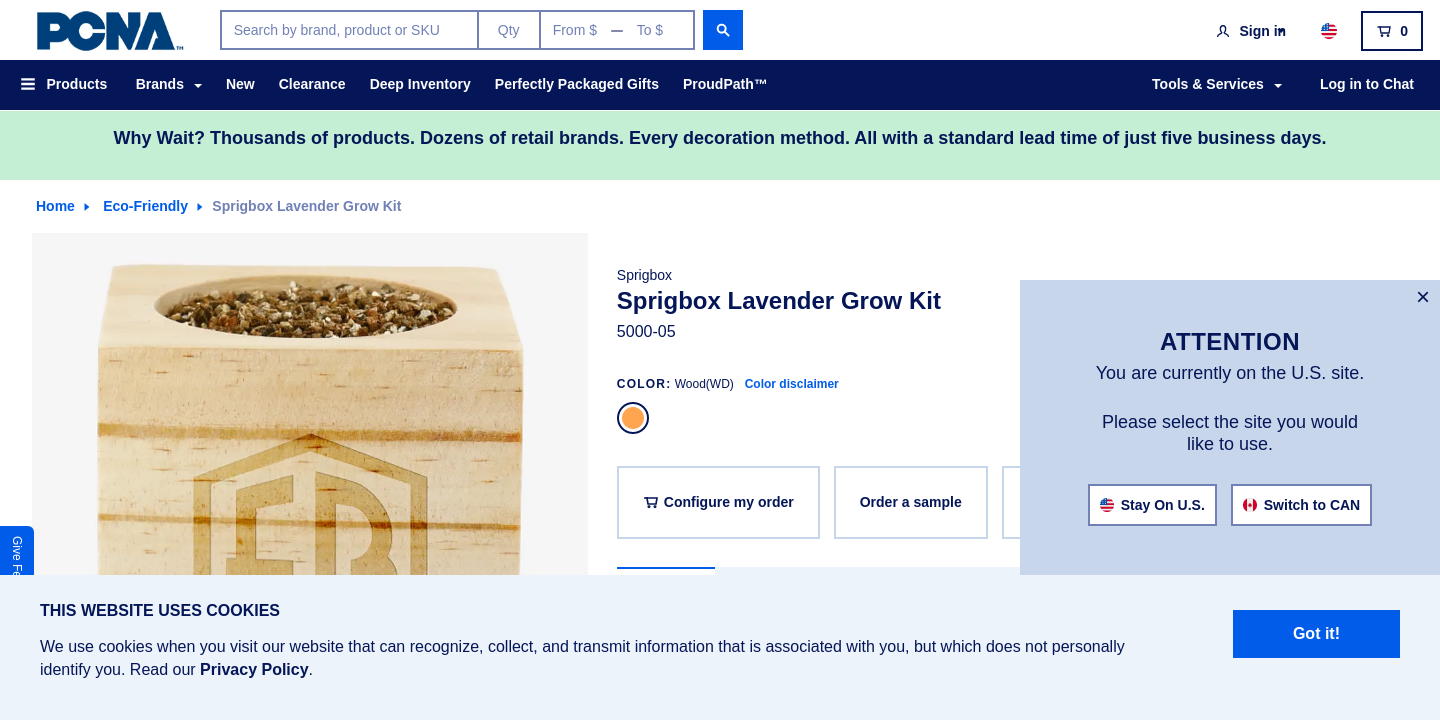 PCNA™
Search by brand, product or SKU
Qty
From $
To $
Sign in
0
Products
Brands
New
Clearance
Deep Inventory
Perfectly Packaged Gifts
ProudPath™
Tools & Services
Log in to Chat
Why Wait? Thousands of products. Dozens of retail brands. Every decoration method. All with a standard lead time of just five business days.
Home
Eco-Friendly
Sprigbox Lavender Grow Kit
Sprigbox
Sprigbox Lavender Grow Kit
5000-05
COLOR: Wood(WD) Color disclaimer
Configure my order
Order a sample
ATTENTION
You are currently on the U.S. site.
Please select the site you would
like to use.
Stay On U.S.
Switch to CAN
Give
THIS WEBSITE USES COOKIES
We use cookies when you visit our website that can recognize, collect, and transmit information that is associated with you, but which does not personally
identify you. Read our Privacy Policy.
Got it!